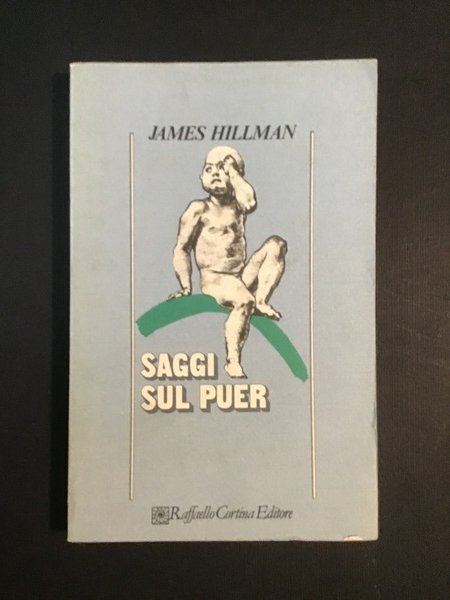 JAMES HILLMAN
SAGGI
SUL PUER
Raffaello Cortina Editore